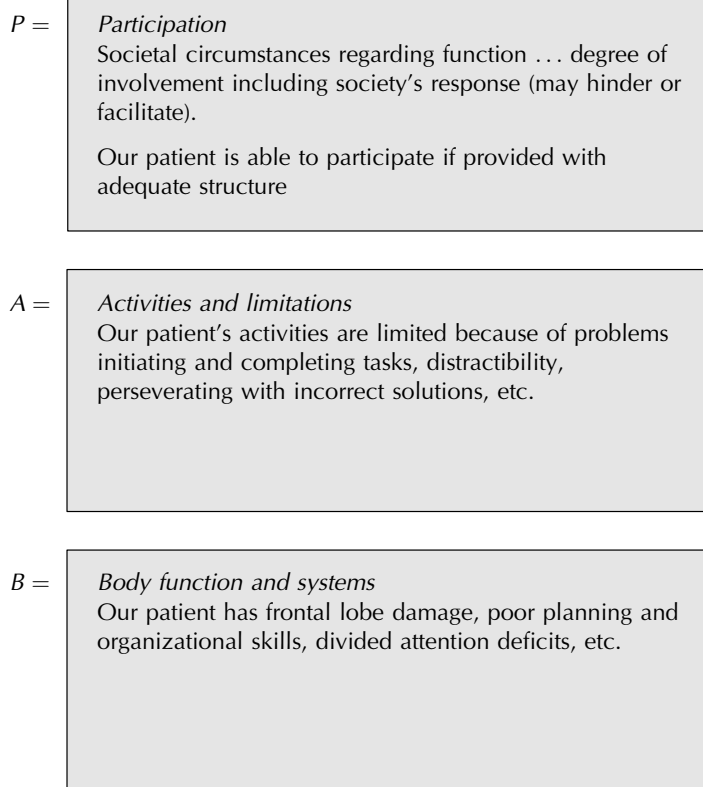 P = Participation
Societal circumstances regarding function ... degree of
involvement including society's response (may hinder or
facilitate).
Our patient is able to participate if provided with
adequate structure
A = Activities and limitations
Our patient's activities are limited because of problems
initiating and completing tasks, distractibility,
perseverating with incorrect solutions, etc.
B = Body function and systems
Our patient has frontal lobe damage, poor planning and
organizational skills, divided attention deficits, etc.